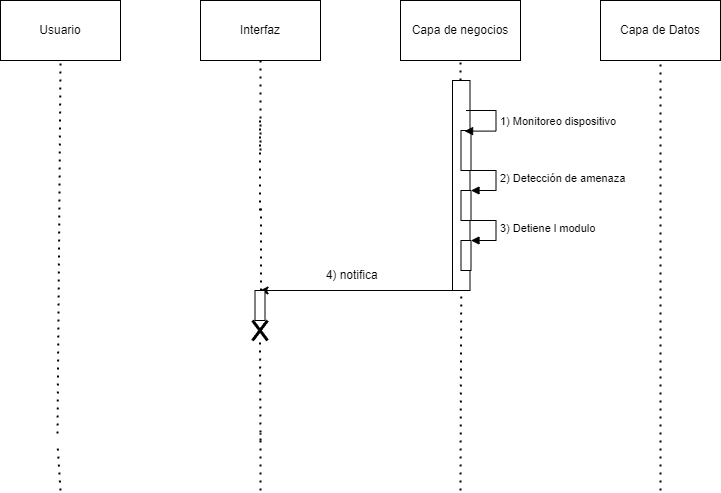 Usuario
Interfaz
Capa de negocios
Capa de Datos
1) Monitoreo dispositivo
2) Detección de amenaza
3) Detiene l modulo
4) notifica